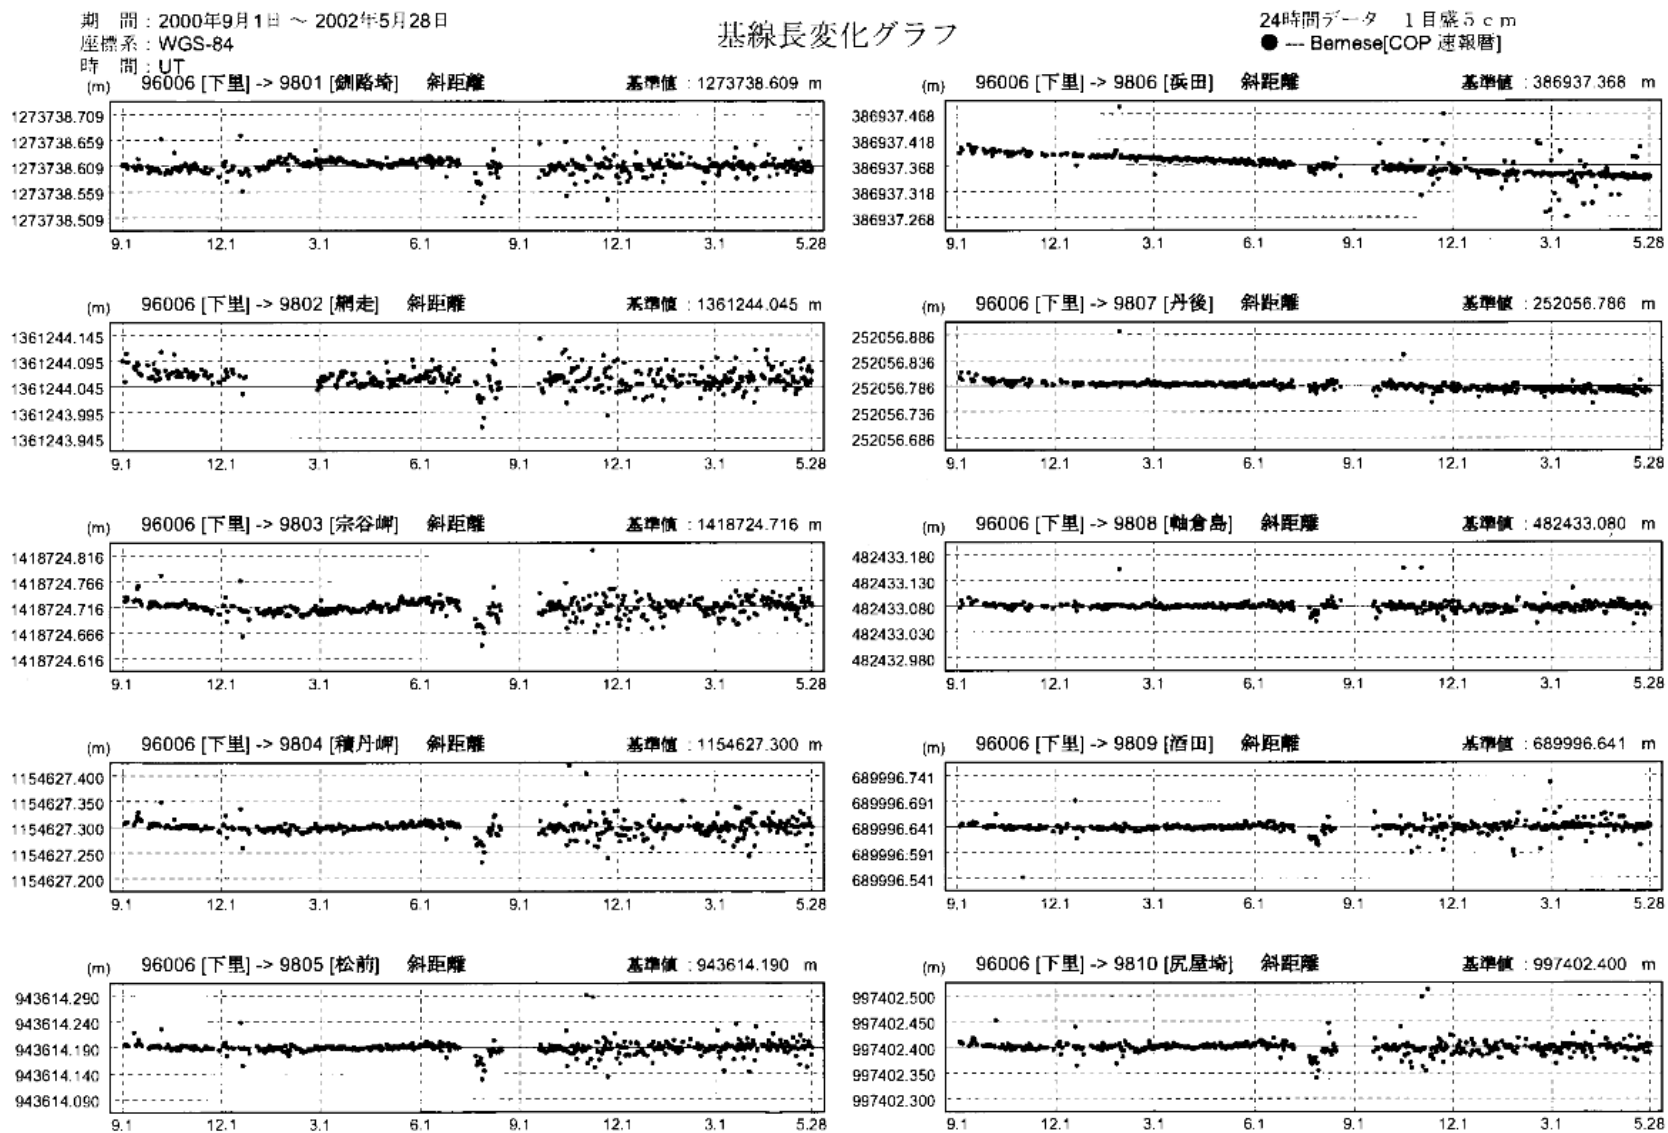 期　間：2000年9月1日 ～ 2002年5月28日
座標系：WGS-84
時　間：UT
基線長変化グラフ
24時間データ　1目盛5cm
● --- Bernese[COP 速報暦]
(m) 96006 [下里] -> 9801 [釧路埼] 斜距離 基準値：1273738.609 m
1273738.709
1273738.659
1273738.609
1273738.559
1273738.509
9.1 12.1 3.1 6.1 9.1 12.1 3.1 5.28
(m) 96006 [下里] -> 9806 [浜田] 斜距離 基準値：386937.368 m
386937.468
386937.418
386937.368
386937.318
386937.268
9.1 12.1 3.1 6.1 9.1 12.1 3.1 5.28
(m) 96006 [下里] -> 9802 [網走] 斜距離 基準値：1361244.045 m
1361244.145
1361244.095
1361244.045
1361243.995
1361243.945
9.1 12.1 3.1 6.1 9.1 12.1 3.1 5.28
(m) 96006 [下里] -> 9807 [丹後] 斜距離 基準値：252056.786 m
252056.886
252056.836
252056.786
252056.736
252056.686
9.1 12.1 3.1 6.1 9.1 12.1 3.1 5.28
(m) 96006 [下里] -> 9803 [宗谷岬] 斜距離 基準値：1418724.716 m
1418724.816
1418724.766
1418724.716
1418724.666
1418724.616
9.1 12.1 3.1 6.1 9.1 12.1 3.1 5.28
(m) 96006 [下里] -> 9808 [舳倉島] 斜距離 基準値：482433.080 m
482433.180
482433.130
482433.080
482433.030
482432.980
9.1 12.1 3.1 6.1 9.1 12.1 3.1 5.28
(m) 96006 [下里] -> 9804 [積丹岬] 斜距離 基準値：1154627.300 m
1154627.400
1154627.350
1154627.300
1154627.250
1154627.200
9.1 12.1 3.1 6.1 9.1 12.1 3.1 5.28
(m) 96006 [下里] -> 9809 [酒田] 斜距離 基準値：689996.641 m
689996.741
689996.691
689996.641
689996.591
689996.541
9.1 12.1 3.1 6.1 9.1 12.1 3.1 5.28
(m) 96006 [下里] -> 9805 [松前] 斜距離 基準値：943614.190 m
943614.290
943614.240
943614.190
943614.140
943614.090
9.1 12.1 3.1 6.1 9.1 12.1 3.1 5.28
(m) 96006 [下里] -> 9810 [尻屋埼] 斜距離 基準値：997402.400 m
997402.500
997402.450
997402.400
997402.350
997402.300
9.1 12.1 3.1 6.1 9.1 12.1 3.1 5.28